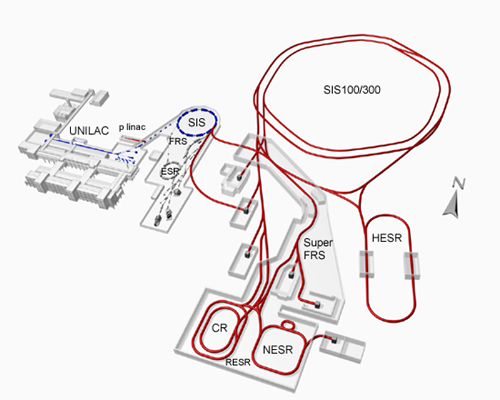 SIS100/300
p linac
SIS
UNILAC
FRS
ESR
N
HESR
Super
FRS
CR
NESR
RESR